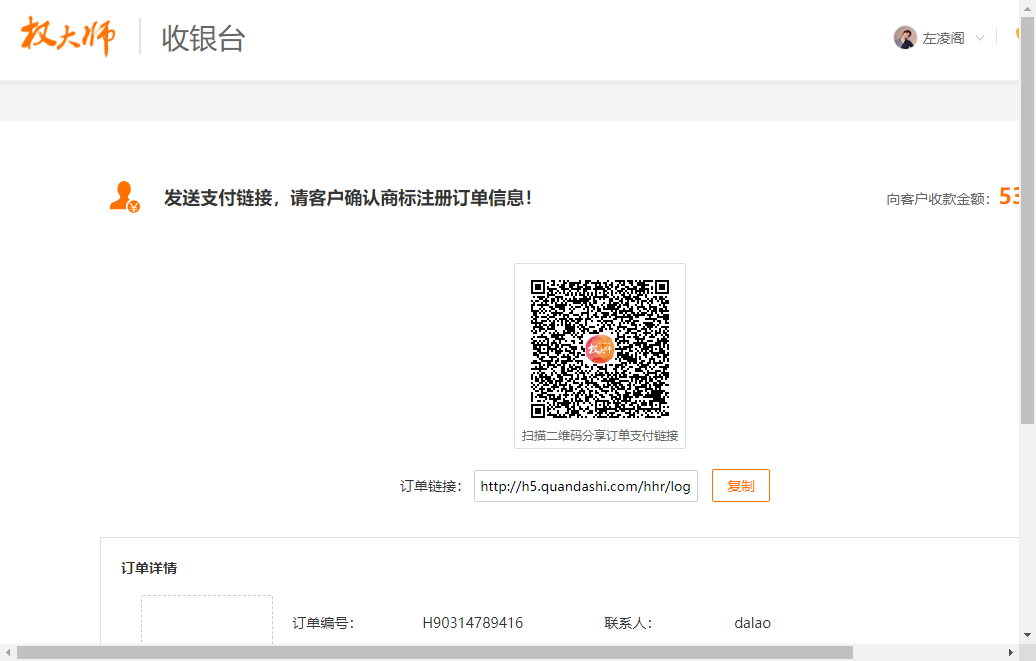 权大师 收银台 左凌阁
发送支付链接，请客户确认商标注册订单信息！ 向客户收款金额： 53
权大师
扫描二维码分享订单支付链接
订单链接： http://h5.quandashi.com/hhr/log 复制
订单详情
订单编号： H90314789416 联系人： dalao